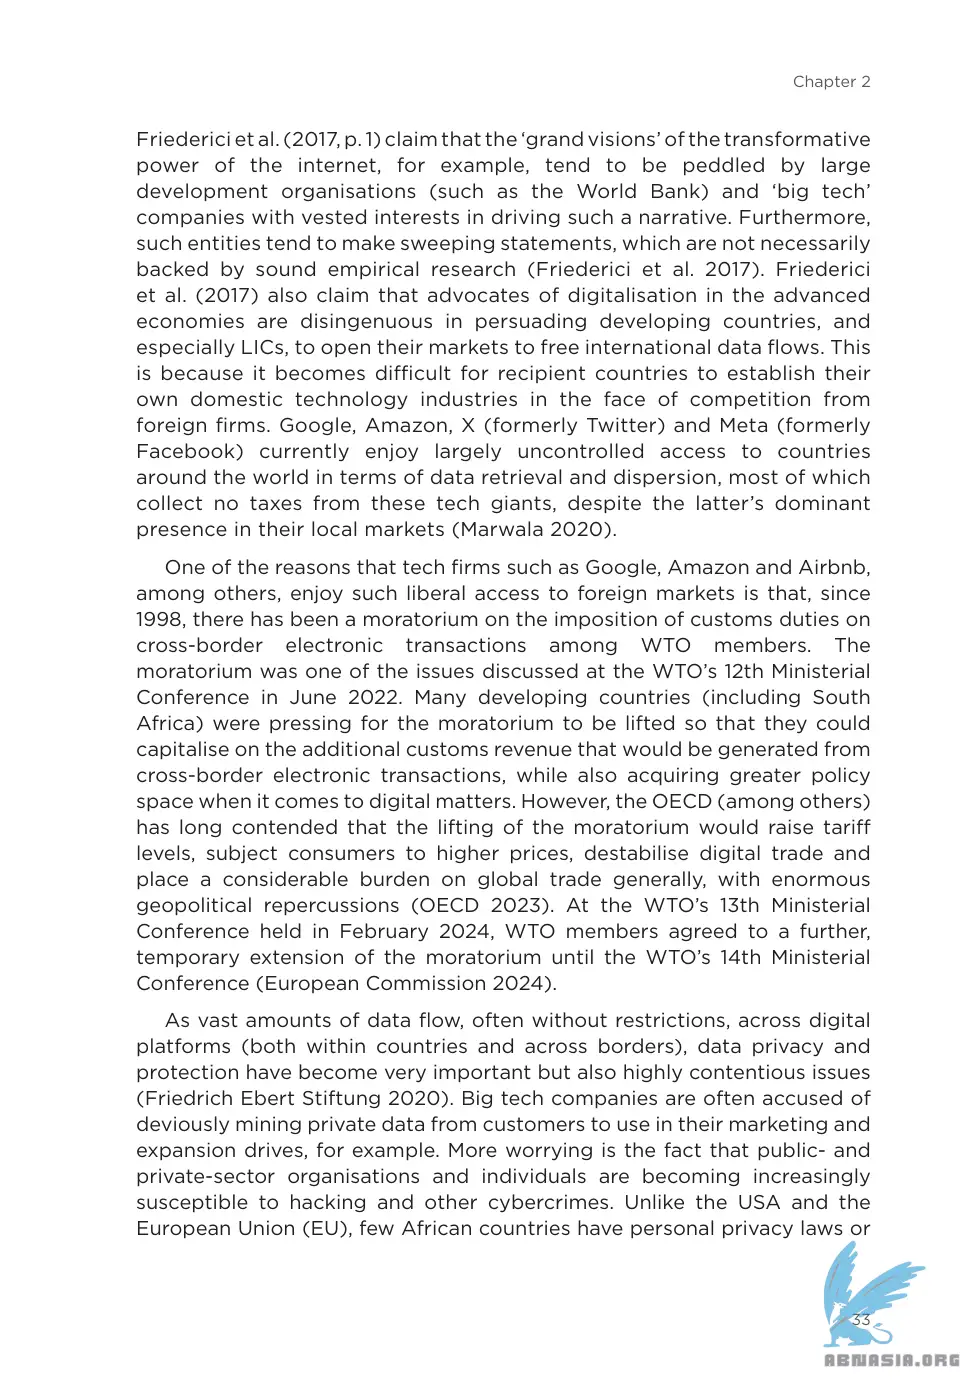 Chapter 2
Friederici et al. (2017, p. 1) claim that the ‘grand visions’ of the transformative
power of the internet, for example, tend to be peddled by large
development organisations (such as the World Bank) and ‘big tech’
companies with vested interests in driving such a narrative. Furthermore,
such entities tend to make sweeping statements, which are not necessarily
backed by sound empirical research (Friederici et al. 2017). Friederici
et al. (2017) also claim that advocates of digitalisation in the advanced
economies are disingenuous in persuading developing countries, and
especially LICs, to open their markets to free international data flows. This
is because it becomes difficult for recipient countries to establish their
own domestic technology industries in the face of competition from
foreign firms. Google, Amazon, X (formerly Twitter) and Meta (formerly
Facebook) currently enjoy largely uncontrolled access to countries
around the world in terms of data retrieval and dispersion, most of which
collect no taxes from these tech giants, despite the latter’s dominant
presence in their local markets (Marwala 2020).
One of the reasons that tech firms such as Google, Amazon and Airbnb,
among others, enjoy such liberal access to foreign markets is that, since
1998, there has been a moratorium on the imposition of customs duties on
cross-border electronic transactions among WTO members. The
moratorium was one of the issues discussed at the WTO’s 12th Ministerial
Conference in June 2022. Many developing countries (including South
Africa) were pressing for the moratorium to be lifted so that they could
capitalise on the additional customs revenue that would be generated from
cross-border electronic transactions, while also acquiring greater policy
space when it comes to digital matters. However, the OECD (among others)
has long contended that the lifting of the moratorium would raise tariff
levels, subject consumers to higher prices, destabilise digital trade and
place a considerable burden on global trade generally, with enormous
geopolitical repercussions (OECD 2023). At the WTO’s 13th Ministerial
Conference held in February 2024, WTO members agreed to a further,
temporary extension of the moratorium until the WTO’s 14th Ministerial
Conference (European Commission 2024).
As vast amounts of data flow, often without restrictions, across digital
platforms (both within countries and across borders), data privacy and
protection have become very important but also highly contentious issues
(Friedrich Ebert Stiftung 2020). Big tech companies are often accused of
deviously mining private data from customers to use in their marketing and
expansion drives, for example. More worrying is the fact that public- and
private-sector organisations and individuals are becoming increasingly
susceptible to hacking and other cybercrimes. Unlike the USA and the
European Union (EU), few African countries have personal privacy laws or
33
ABNASIA.ORG